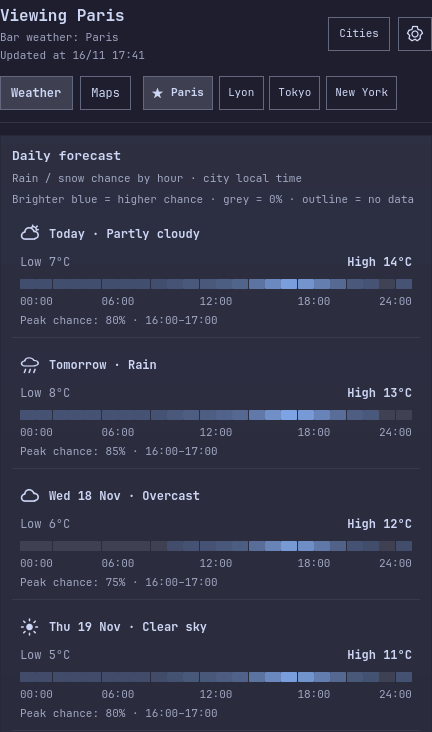 Viewing Paris
Bar weather: Paris
Updated at 16/11 17:41
Cities
Weather
Maps
★ Paris
Lyon
Tokyo
New York
Daily forecast
Rain / snow chance by hour · city local time
Brighter blue = higher chance · grey = 0% · outline = no data
Today · Partly cloudy
Low 7°C High 14°C
00:00 06:00 12:00 18:00 24:00
Peak chance: 80% · 16:00–17:00
Tomorrow · Rain
Low 8°C High 13°C
00:00 06:00 12:00 18:00 24:00
Peak chance: 85% · 16:00–17:00
Wed 18 Nov · Overcast
Low 6°C High 12°C
00:00 06:00 12:00 18:00 24:00
Peak chance: 75% · 16:00–17:00
Thu 19 Nov · Clear sky
Low 5°C High 11°C
00:00 06:00 12:00 18:00 24:00
Peak chance: 80% · 16:00–17:00